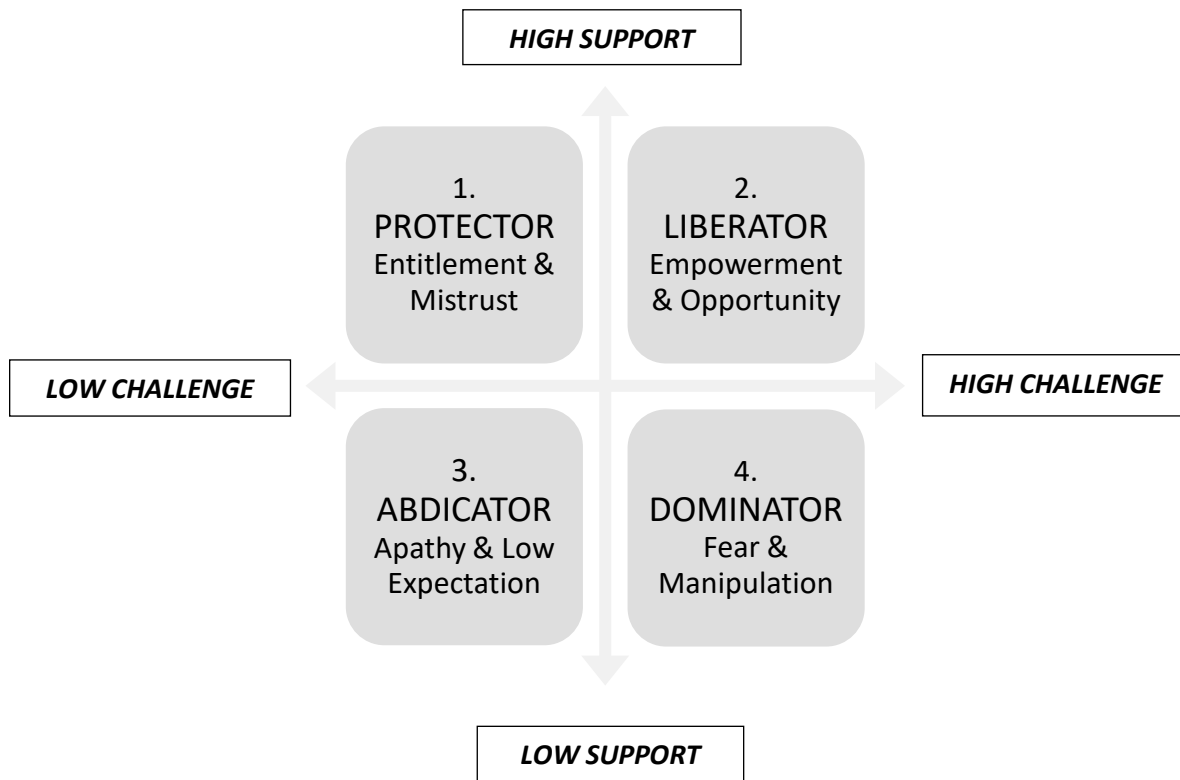 HIGH SUPPORT
1.
PROTECTOR
Entitlement &
Mistrust
2.
LIBERATOR
Empowerment
& Opportunity
LOW CHALLENGE
HIGH CHALLENGE
3.
ABDICATOR
Apathy & Low
Expectation
4.
DOMINATOR
Fear &
Manipulation
LOW SUPPORT